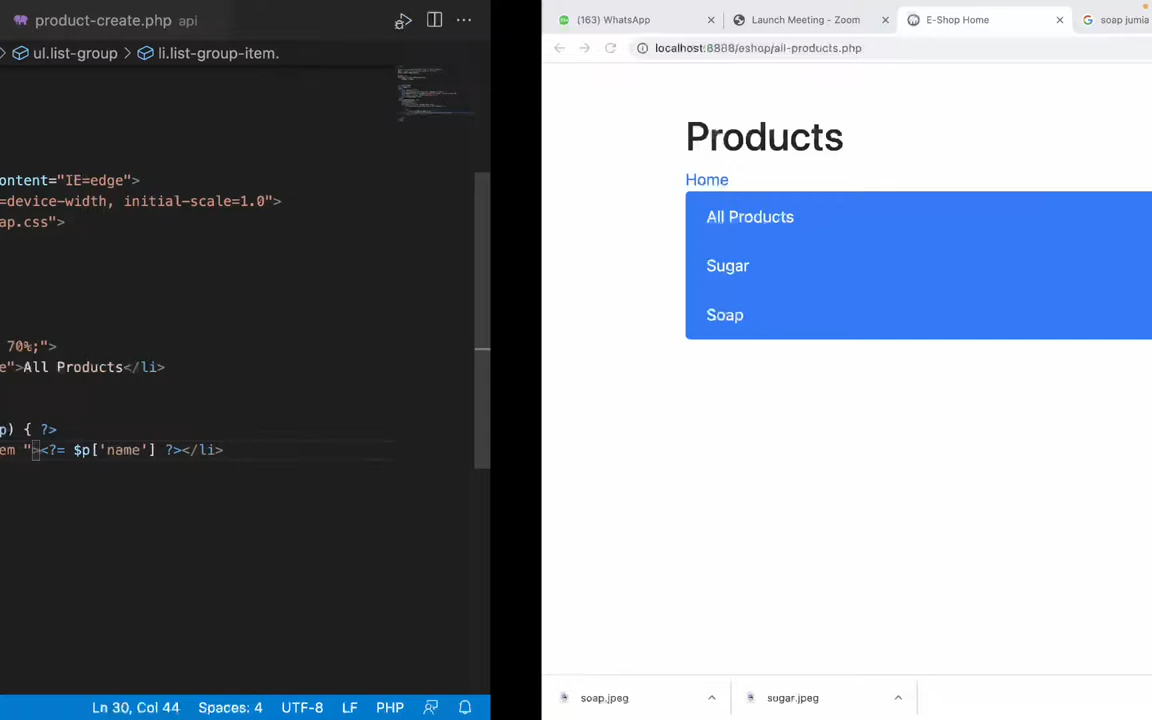 product-create.php api
ul.list-group
li.list-group-item.
ontent="IE=edge">
=device-width, initial-scale=1.0">
ap.css">
70%;">
e">All Products</li>
p) { ?>
em "><?= $p['name'] ?></li>
Ln 30, Col 44
Spaces: 4
UTF-8
LF
PHP
(163) WhatsApp
Launch Meeting - Zoom
E-Shop Home
soap jumia
localhost:8888/eshop/all-products.php
Products
Home
All Products
Sugar
Soap
soap.jpeg
sugar.jpeg